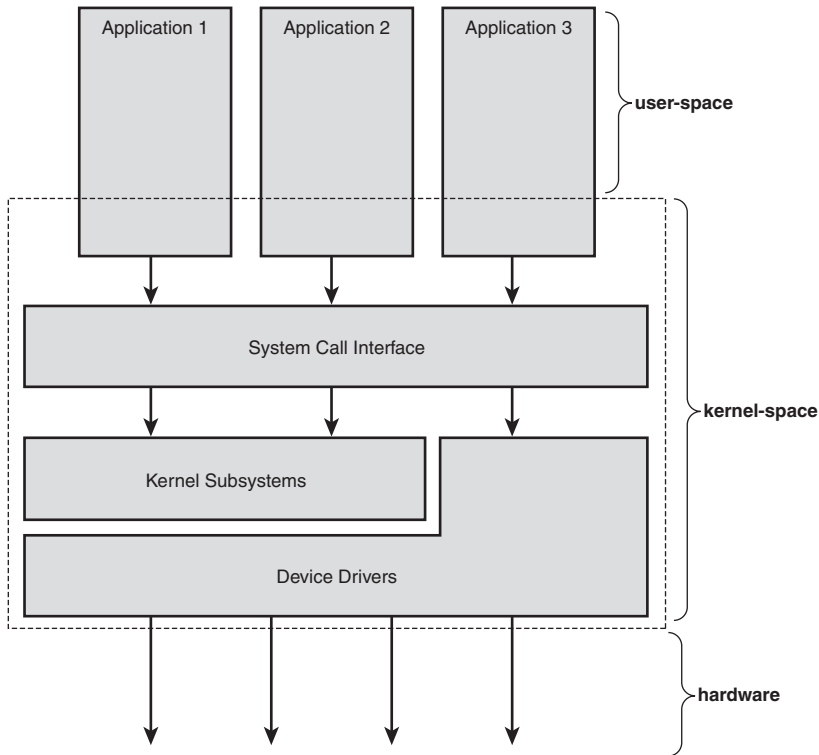 Application 1
Application 2
Application 3
user-space
System Call Interface
kernel-space
Kernel Subsystems
Device Drivers
hardware